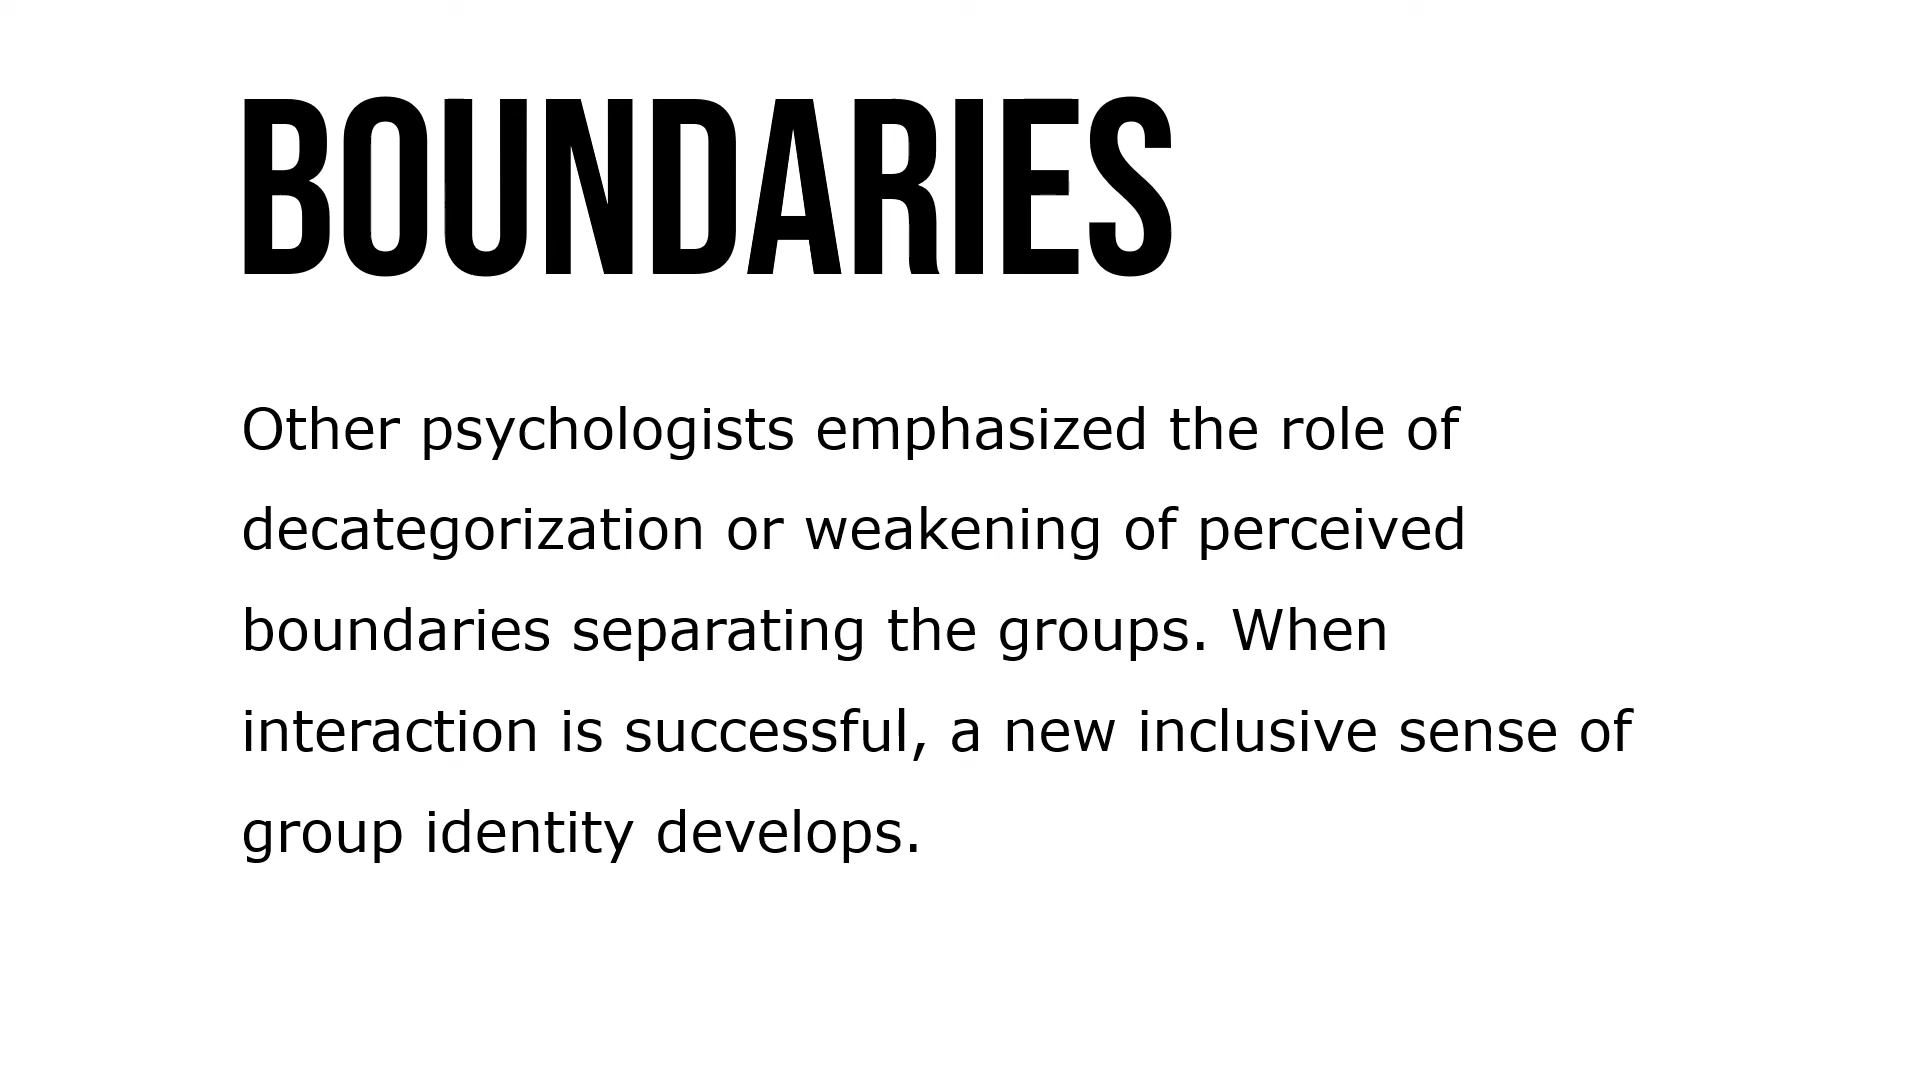 BOUNDARIES
Other psychologists emphasized the role of
decategorization or weakening of perceived
boundaries separating the groups. When
interaction is successful, a new inclusive sense of
group identity develops.